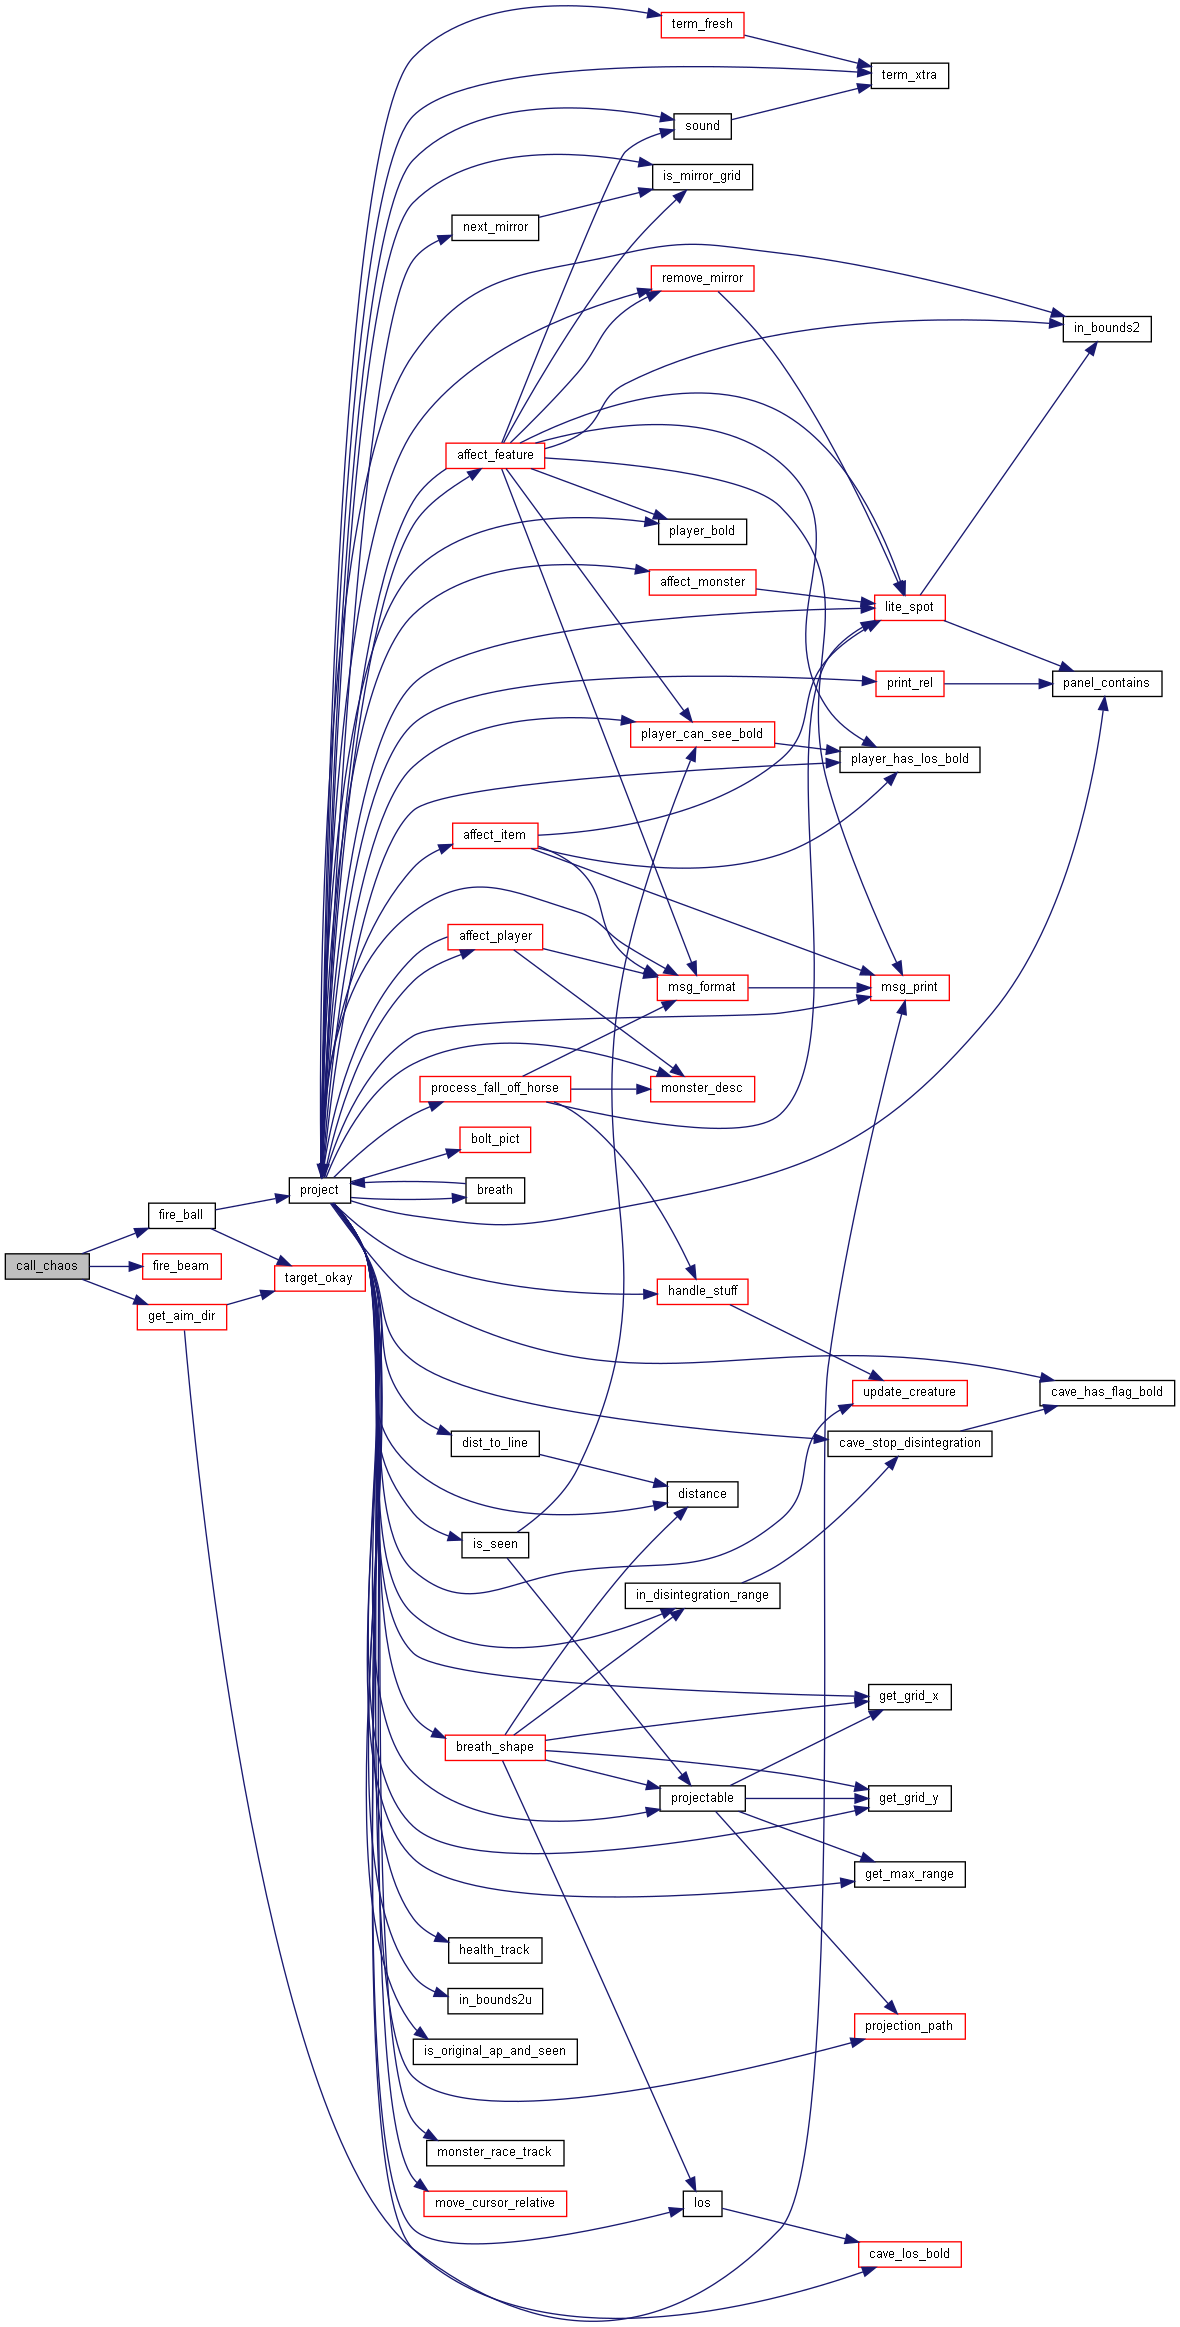 term_fresh
term_xtra
sound
is_mirror_grid
next_mirror
remove_mirror
in_bounds2
affect_feature
player_bold
affect_monster
lite_spot
print_rel
panel_contains
player_can_see_bold
player_has_los_bold
affect_item
affect_player
msg_format
msg_print
process_fall_off_horse
monster_desc
bolt_pict
project
breath
fire_ball
call_chaos
fire_beam
target_okay
get_aim_dir
handle_stuff
update_creature
cave_has_flag_bold
dist_to_line
cave_stop_disintegration
distance
is_seen
in_disintegration_range
get_grid_x
breath_shape
projectable
get_grid_y
get_max_range
health_track
in_bounds2u
projection_path
is_original_ap_and_seen
monster_race_track
move_cursor_relative
los
cave_los_bold